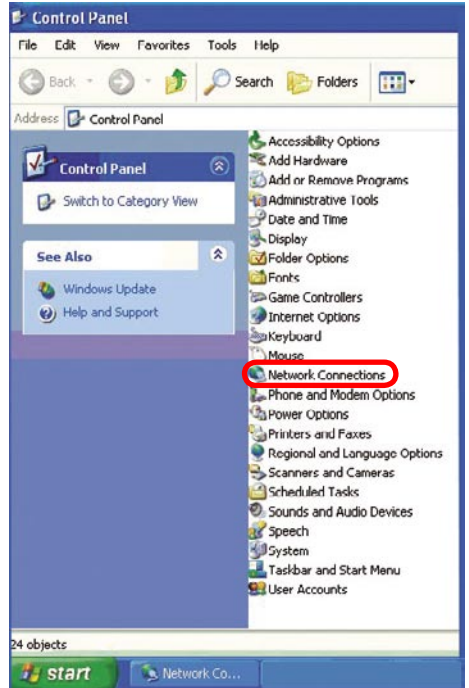 Control Panel
File Edit View Favorites Tools Help
Back Search Folders
Address Control Panel
Control Panel
Switch to Category View
See Also
Windows Update
Help and Support
Accessibility Options
Add Hardware
Add or Remove Programs
Administrative Tools
Date and Time
Display
Folder Options
Fonts
Game Controllers
Internet Options
Keyboard
Mouse
Network Connections
Phone and Modem Options
Power Options
Printers and Faxes
Regional and Language Options
Scanners and Cameras
Scheduled Tasks
Sounds and Audio Devices
Speech
System
Taskbar and Start Menu
User Accounts
24 objects
start Network Co...